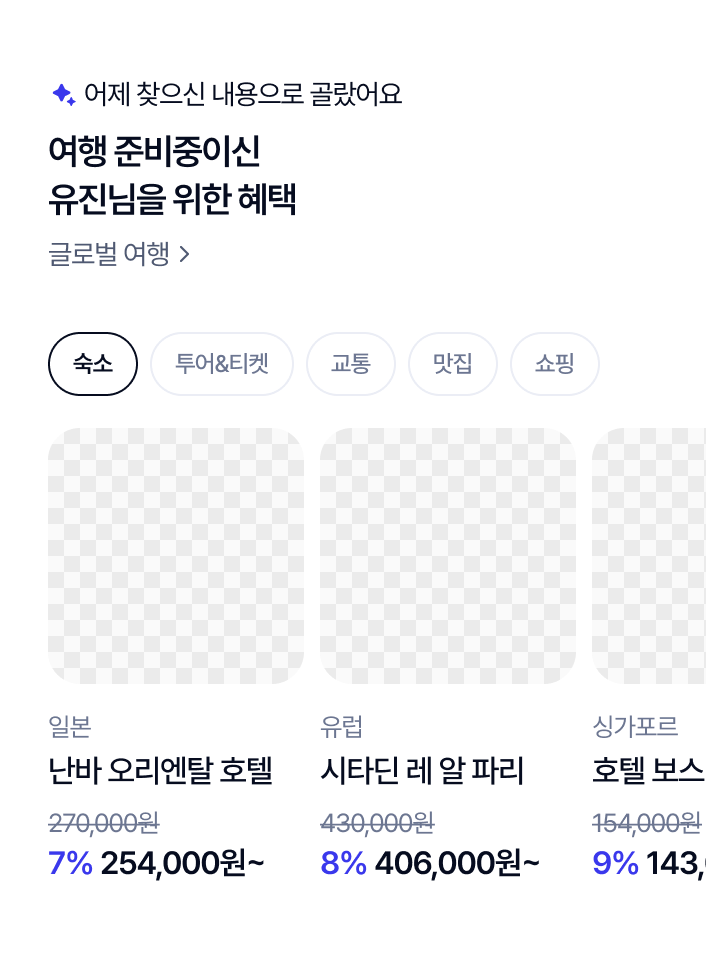 어제 찾으신 내용으로 골랐어요
여행 준비중이신
유진님을 위한 혜택
글로벌 여행 >
숙소 투어&티켓 교통 맛집 쇼핑
일본
난바 오리엔탈 호텔
270,000원
7% 254,000원~
유럽
시타딘 레 알 파리
430,000원
8% 406,000원~
싱가포르
호텔 보스
154,000원
9% 143,